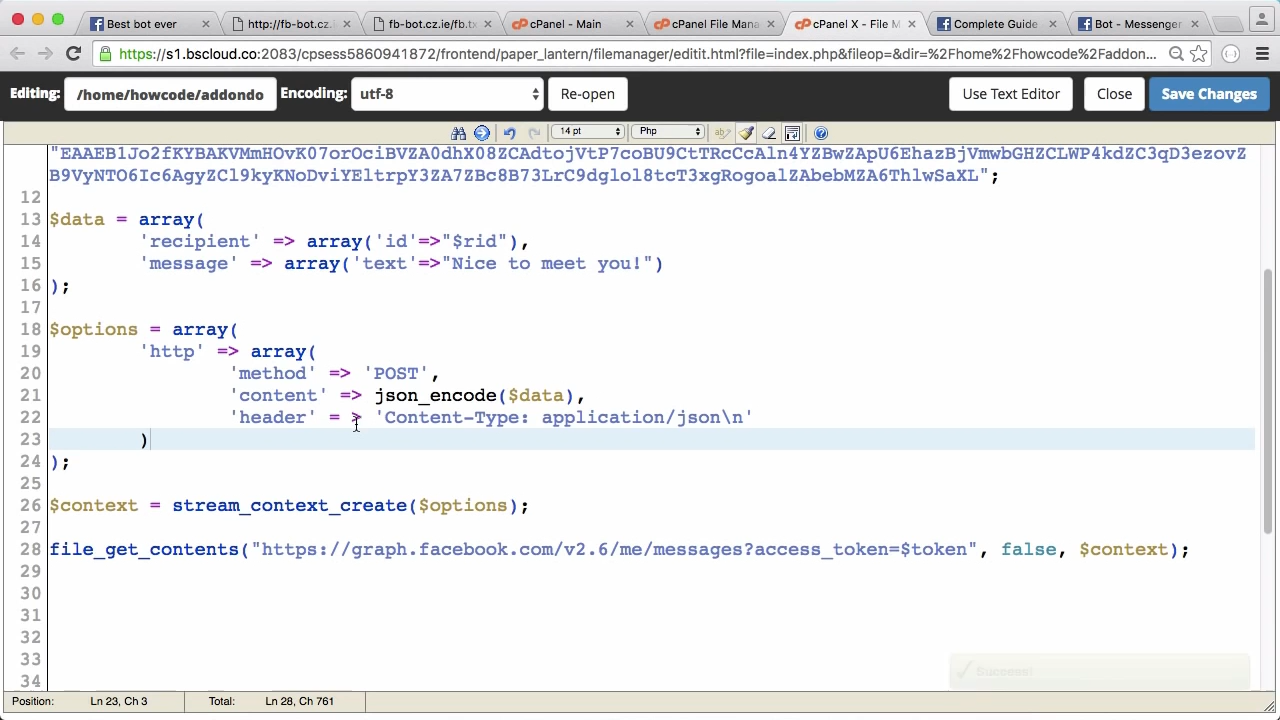 Best bot ever
http://fb-bot.cz.
fb-bot.cz.ie/fb.tx
cPanel - Main
cPanel File Mana
cPanel X - File M
Complete Guide
Bot - Messenger
https://s1.bscloud.co:2083/cpsess5860941872/frontend/paper_lantern/filemanager/editit.html?file=index.php&fileop=&dir=%2Fhome%2Fhowcode%2Faddon...
Editing: /home/howcode/addondo Encoding: utf-8 Re-open Use Text Editor Close Save Changes
14 pt Php
"EAAEB1Jo2fKYBAKVMmHOvK07orOciBVZA0dhX08ZCAdtojVtP7coBU9CtTRcCcAln4YZBwZApU6EhazBjVmwbGHZCLWP4kdZC3qD3ezovZ
B9VyNTO6Ic6AgyZCl9kyKNoDviYEltrpY3ZA7ZBc8B73LrC9dglol8tcT3xgRogoalZAbebMZA6ThlwSaXL";
12
13 $data = array(
14 'recipient' => array('id'=>"$rid"),
15 'message' => array('text'=>"Nice to meet you!")
16 );
17
18 $options = array(
19 'http' => array(
20 'method' => 'POST',
21 'content' => json_encode($data),
22 'header' = > 'Content-Type: application/json\n'
23 )
24 );
25
26 $context = stream_context_create($options);
27
28 file_get_contents("https://graph.facebook.com/v2.6/me/messages?access_token=$token", false, $context);
29
30
31
32
33
34
Success!
Position: Ln 23, Ch 3 Total: Ln 28, Ch 761